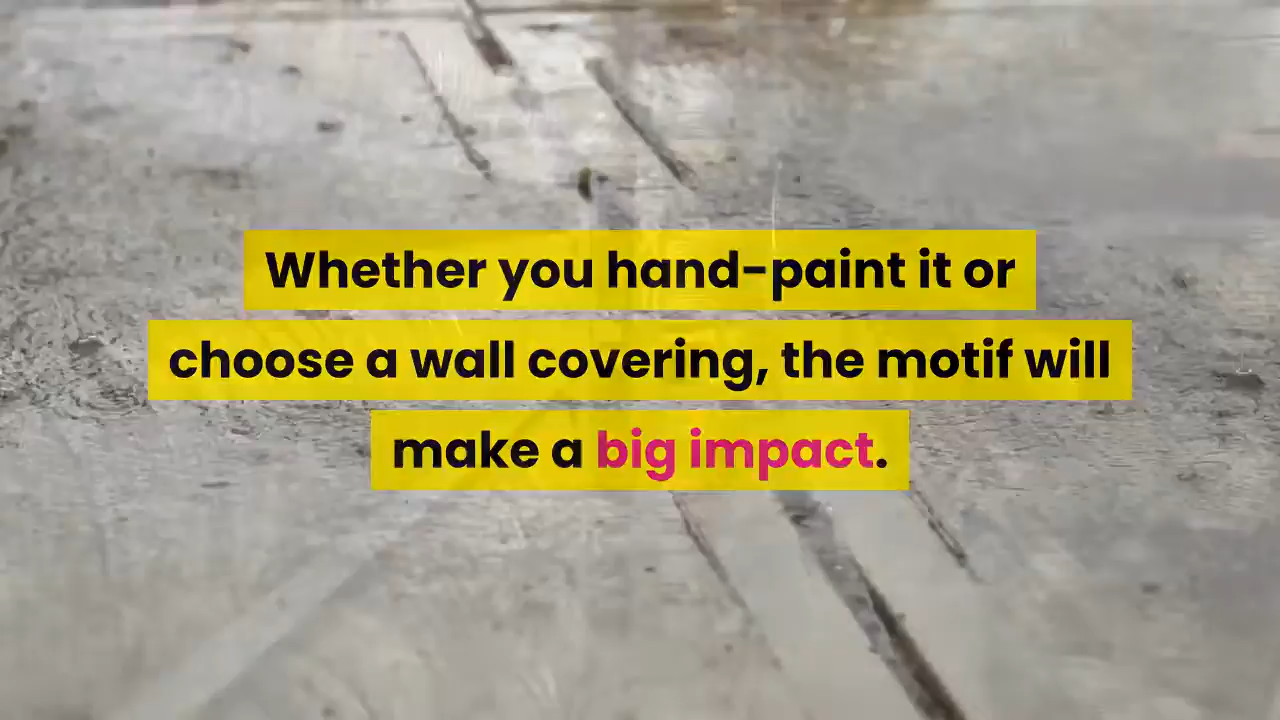 Whether you hand-paint it or
choose a wall covering, the motif will
make a big impact.